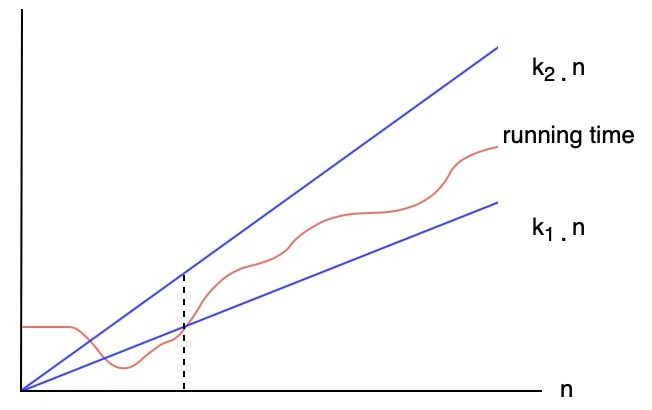 k₂ . n
running time
k₁ . n
n